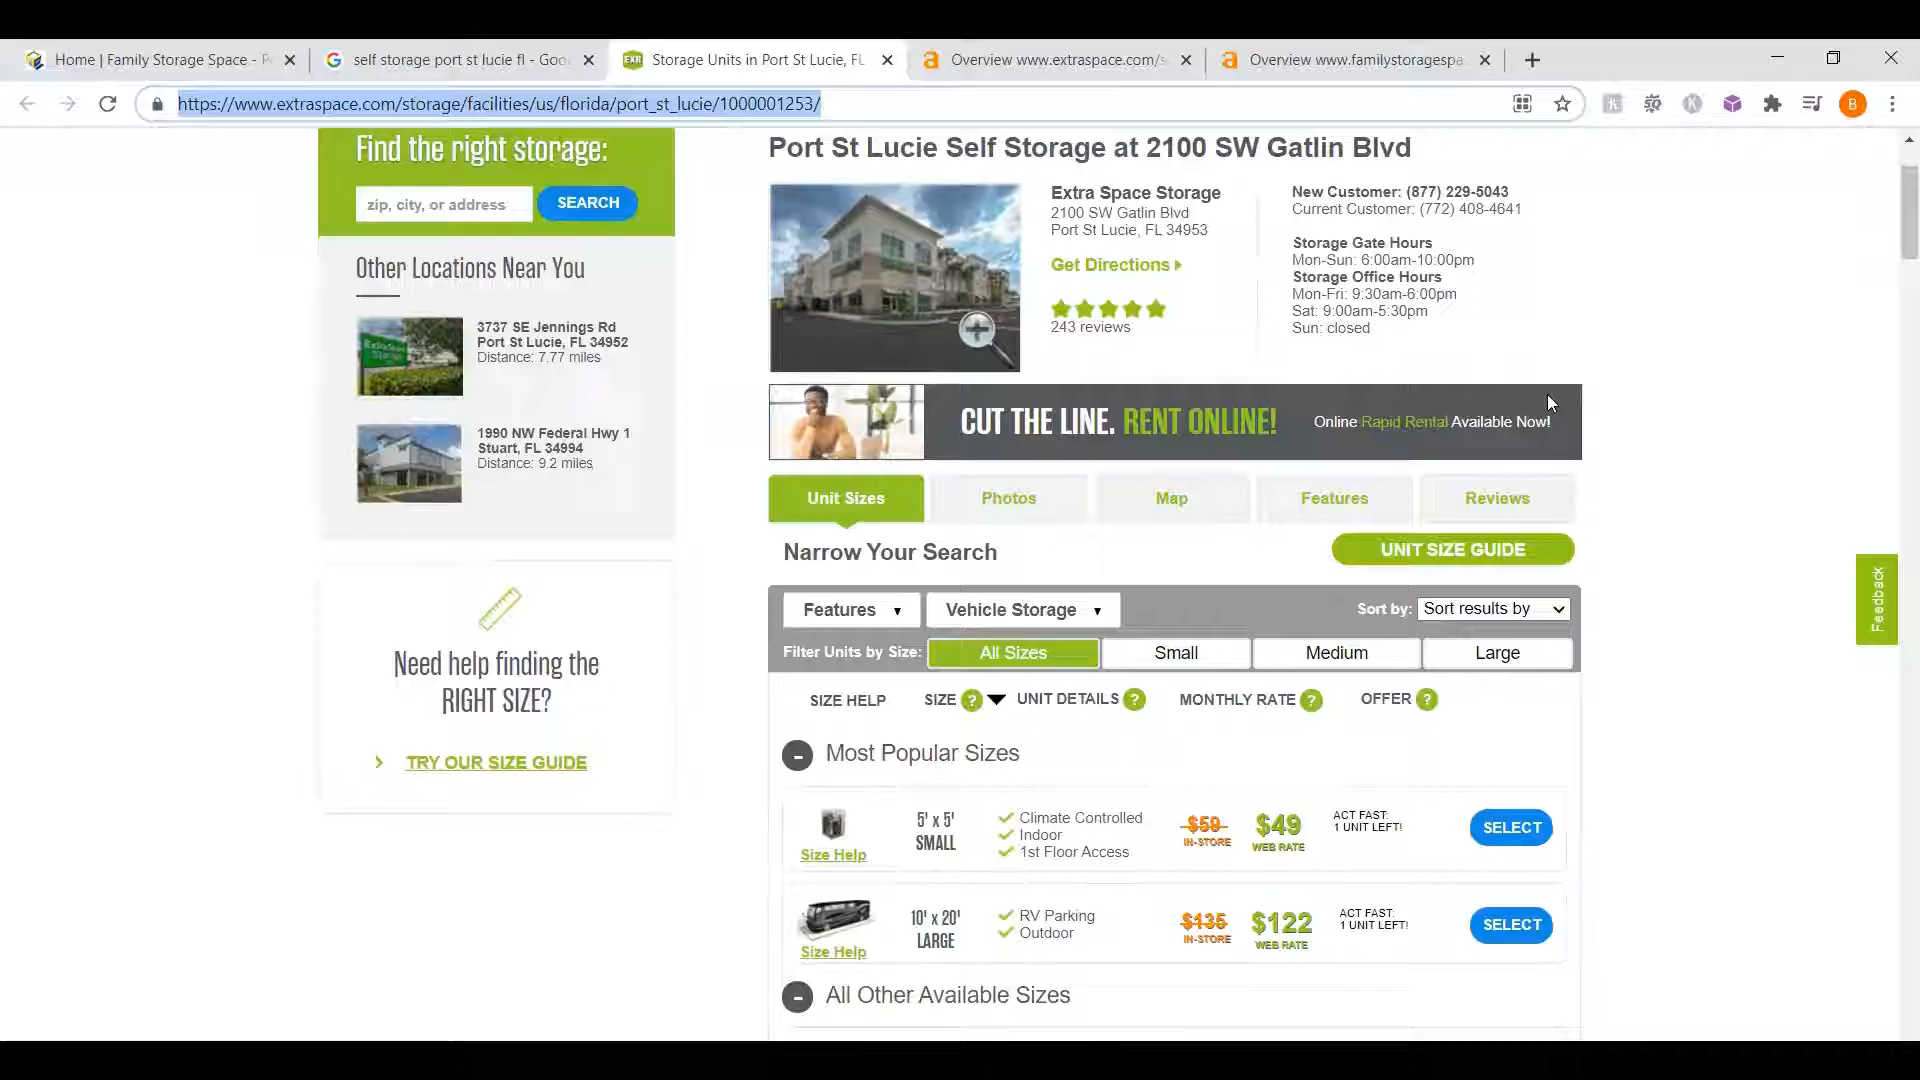 Home | Family Storage Space - P
self storage port st lucie fl - Goo
EXR
Storage Units in Port St Lucie, FL
Overview www.extraspace.com/s
Overview www.familystoragespa
https://www.extraspace.com/storage/facilities/us/florida/port_st_lucie/1000001253/
B
Find the right storage:
zip, city, or address
SEARCH
Other Locations Near You
3737 SE Jennings Rd
Port St Lucie, FL 34952
Distance: 7.77 miles
1990 NW Federal Hwy 1
Stuart, FL 34994
Distance: 9.2 miles
Need help finding the
RIGHT SIZE?
TRY OUR SIZE GUIDE
Port St Lucie Self Storage at 2100 SW Gatlin Blvd
Extra Space Storage
2100 SW Gatlin Blvd
Port St Lucie, FL 34953
Get Directions
243 reviews
New Customer: (877) 229-5043
Current Customer: (772) 408-4641
Storage Gate Hours
Mon-Sun: 6:00am-10:00pm
Storage Office Hours
Mon-Fri: 9:30am-6:00pm
Sat: 9:00am-5:30pm
Sun: closed
CUT THE LINE. RENT ONLINE!
Online Rapid Rental Available Now!
Unit Sizes
Photos
Map
Features
Reviews
Narrow Your Search
UNIT SIZE GUIDE
Features
Vehicle Storage
Sort by: Sort results by
Filter Units by Size: All Sizes Small Medium Large
SIZE HELP SIZE ? UNIT DETAILS ? MONTHLY RATE ? OFFER ?
Most Popular Sizes
Size Help
5' x 5'
SMALL
Climate Controlled
Indoor
1st Floor Access
$59
IN-STORE
$49
WEB RATE
ACT FAST:
1 UNIT LEFT!
SELECT
Size Help
10' x 20'
LARGE
RV Parking
Outdoor
$135
IN-STORE
$122
WEB RATE
ACT FAST:
1 UNIT LEFT!
SELECT
All Other Available Sizes
Feedback